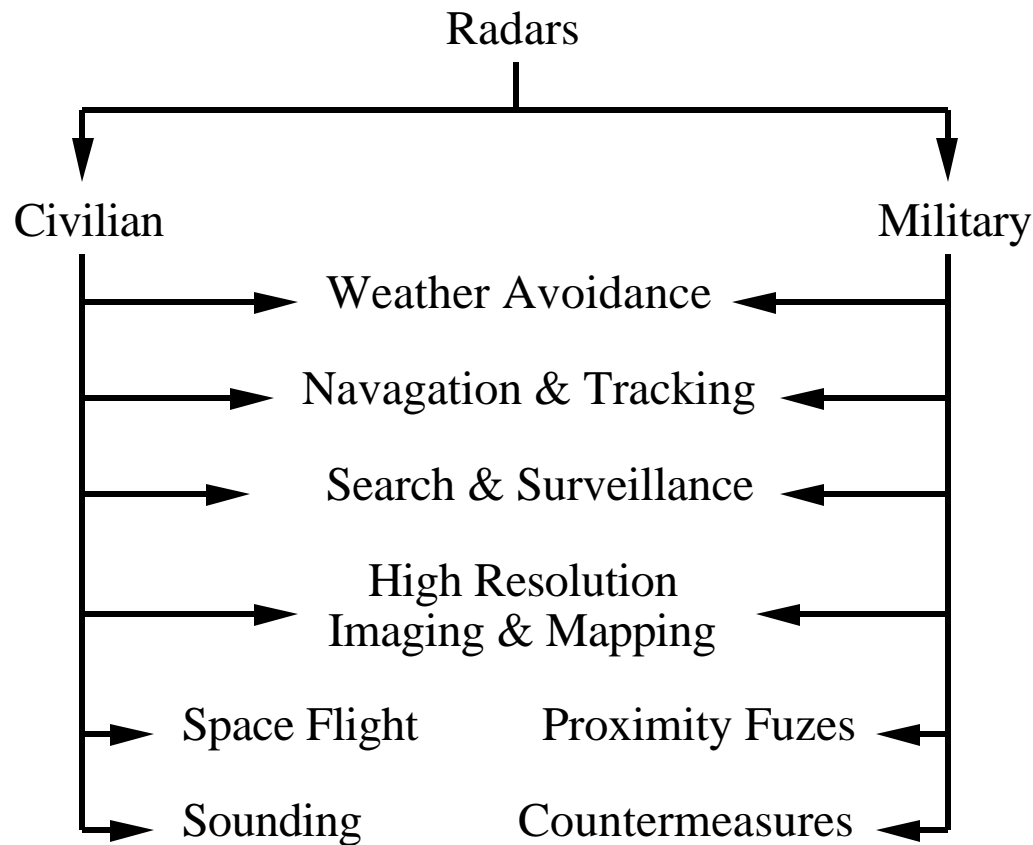 Radars
Civilian
Military
Weather Avoidance
Navagation & Tracking
Search & Surveillance
High Resolution
Imaging & Mapping
Space Flight
Proximity Fuzes
Sounding
Countermeasures